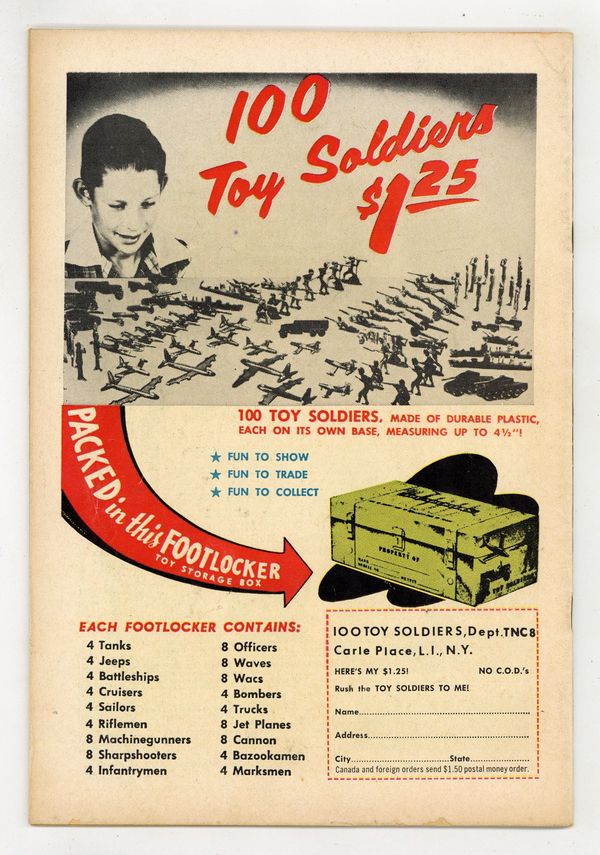 100
Toy Soldiers
$1.25
100 TOY SOLDIERS, MADE OF DURABLE PLASTIC,
EACH ON ITS OWN BASE, MEASURING UP TO 4½"!
★ FUN TO SHOW
★ FUN TO TRADE
★ FUN TO COLLECT
PACKED in this FOOTLOCKER
TOY STORAGE BOX
PROPERTY OF
TOY SOLDIERS
EACH FOOTLOCKER CONTAINS:
4 Tanks
4 Jeeps
4 Battleships
4 Cruisers
4 Sailors
4 Riflemen
8 Machinegunners
8 Sharpshooters
4 Infantrymen
8 Officers
8 Waves
8 Wacs
4 Bombers
4 Trucks
8 Jet Planes
8 Cannon
4 Bazookamen
4 Marksmen
100 TOY SOLDIERS, Dept. TNC8
Carle Place, L.I., N.Y.
HERE'S MY $1.25! NO C.O.D.'s
Rush the TOY SOLDIERS TO ME!
Name
Address
City State
Canada and foreign orders send $1.50 postal money order.